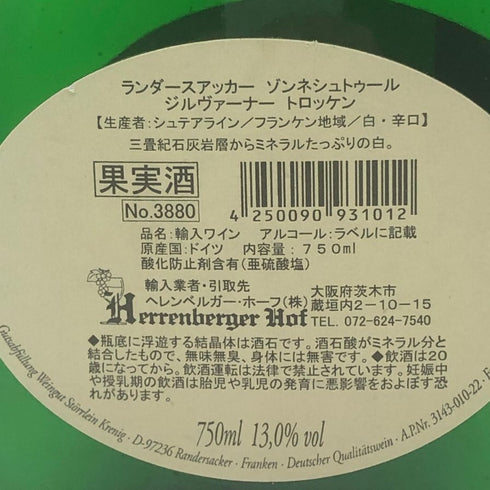 ランダースアッカー ゾンネシュトゥール
ジルヴァーナー トロッケン
【生産者：シュテアライン／フランケン地域／白・辛口】
三畳紀石灰岩層からミネラルたっぷりの白。
果実酒
No.3880
4 250090 931012
品名：輸入ワイン アルコール：ラベルに記載
原産国：ドイツ 内容量：750ml
酸化防止剤含有（亜硫酸塩）
輸入業者・引取先
ヘレンベルガー・ホーフ（株）
大阪府茨木市
蔵垣内2-10-15
Herrenberger Hof TEL. 072-624-7540
◆瓶底に浮遊する結晶体は酒石です。酒石酸がミネラル分と
結合したもので、無味無臭、身体には無害です。◆飲酒は20
歳になってから。飲酒運転は法律で禁止されています。妊娠中
や授乳期の飲酒は胎児や乳児の発育に悪影響をおよぼす恐
れがあります。
750ml 13,0% vol
Gutsabfüllung Weingut Störrlein Krenig - D-97236 Randersacker - Franken - Deutscher Qualitätswein - A.P.Nr. 3143-010-22 -